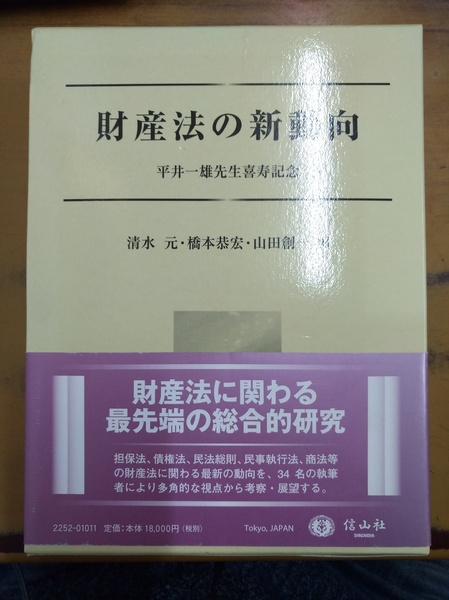 財産法の新動向
平井一雄先生喜寿記念
清水 元・橋本恭宏・山田創一
財産法に関わる
最先端の総合的研究
担保法、債権法、民法総則、民事執行法、商法等
の財産法に関わる最新の動向を、34 名の執筆
者により多角的な視点から考察・展望する。
2252-01011 定価:本体 18,000円(税別) Tokyo, JAPAN 信山社
SHINZANSHA